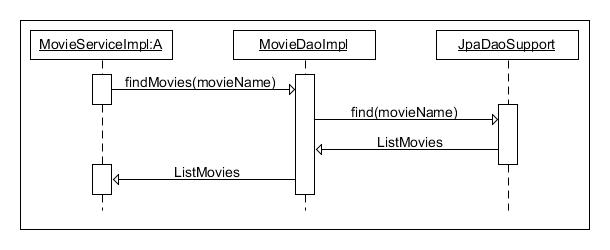 MovieServiceImpl:A
MovieDaoImpl
JpaDaoSupport
findMovies(movieName)
find(movieName)
ListMovies
ListMovies